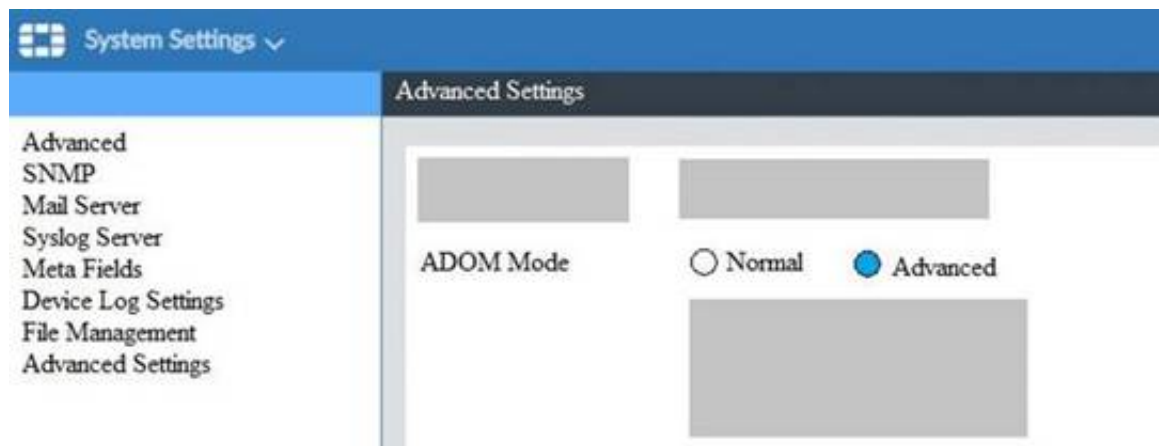 System Settings
Advanced Settings
Advanced
SNMP
Mail Server
Syslog Server
Meta Fields
Device Log Settings
File Management
Advanced Settings
ADOM Mode
Normal
Advanced